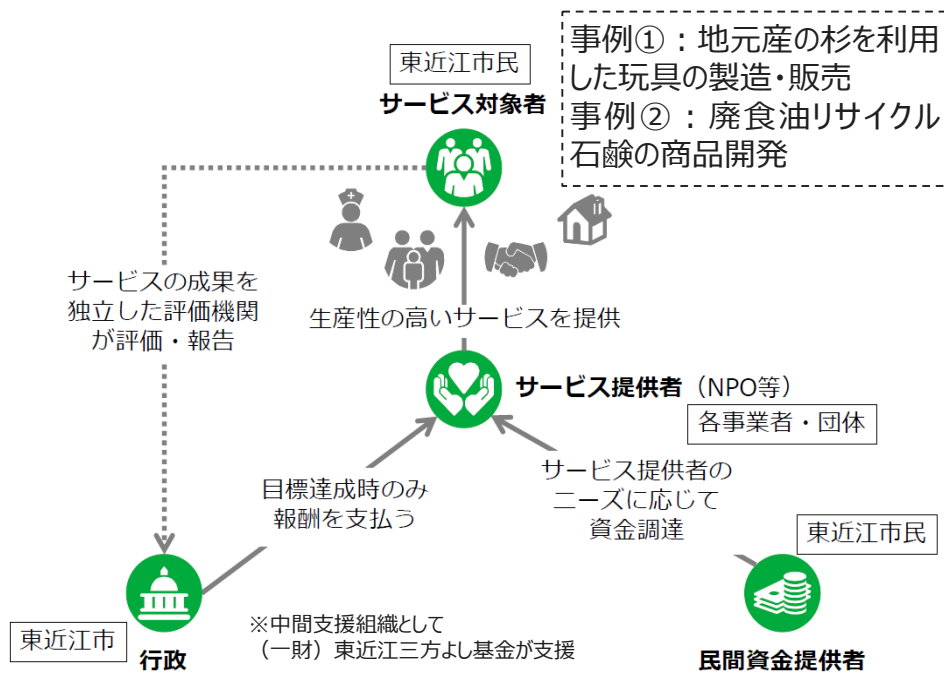 事例①：地元産の杉を利用
した玩具の製造・販売
事例②：廃食油リサイクル
石鹸の商品開発
東近江市民
サービス対象者
サービスの成果を
独立した評価機関
が評価・報告
生産性の高いサービスを提供
サービス提供者（NPO等）
各事業者・団体
目標達成時のみ
報酬を支払う
サービス提供者の
ニーズに応じて
資金調達
東近江市民
民間資金提供者
東近江市
行政
※中間支援組織として
（一財）東近江三方よし基金が支援